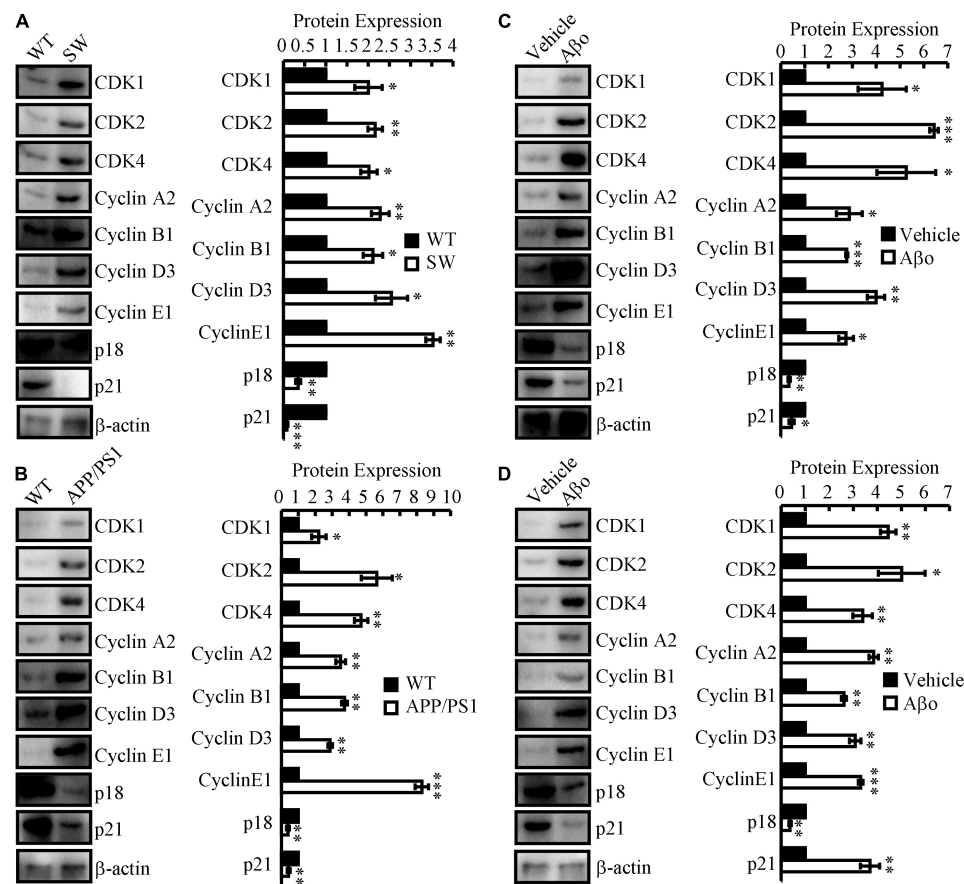 A
WT SW
CDK1
CDK2
CDK4
Cyclin A2
Cyclin B1
Cyclin D3
Cyclin E1
p18
p21
β-actin
Protein Expression
0 0.5 1 1.5 2 2.5 3 3.5 4
CDK1 *
CDK2 **
CDK4 *
Cyclin A2 **
Cyclin B1 *
Cyclin D3 *
CyclinE1 **
p18 **
p21 ***
WT
SW
C
Vehicle Aβo
CDK1
CDK2
CDK4
Cyclin A2
Cyclin B1
Cyclin D3
Cyclin E1
p18
p21
β-actin
Protein Expression
0 1 2 3 4 5 6 7
CDK1 *
CDK2 ***
CDK4 *
Cyclin A2 *
Cyclin B1 ***
Cyclin D3 **
CyclinE1 *
p18 **
p21 *
Vehicle
Aβo
B
WT APP/PS1
CDK1
CDK2
CDK4
Cyclin A2
Cyclin B1
Cyclin D3
Cyclin E1
p18
p21
β-actin
Protein Expression
0 1 2 3 4 5 6 7 8 9 10
CDK1 *
CDK2 *
CDK4 **
Cyclin A2 **
Cyclin B1 **
Cyclin D3 **
CyclinE1 ***
p18 **
p21 **
WT
APP/PS1
D
Vehicle Aβo
CDK1
CDK2
CDK4
Cyclin A2
Cyclin B1
Cyclin D3
Cyclin E1
p18
p21
β-actin
Protein Expression
0 1 2 3 4 5 6 7
CDK1 **
CDK2 *
CDK4 **
Cyclin A2 **
Cyclin B1 **
Cyclin D3 **
CyclinE1 ***
p18 **
p21 **
Vehicle
Aβo